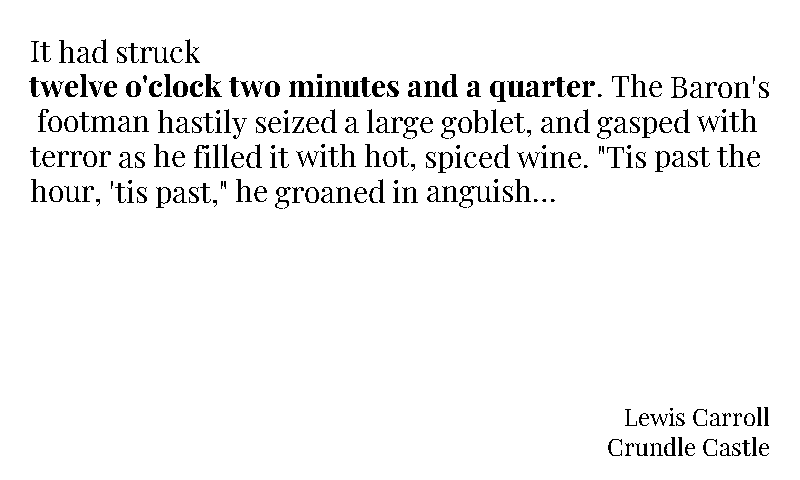 It had struck
twelve o'clock two minutes and a quarter. The Baron's
footman hastily seized a large goblet, and gasped with
terror as he filled it with hot, spiced wine. "Tis past the
hour, 'tis past," he groaned in anguish...
Lewis Carroll
Crundle Castle